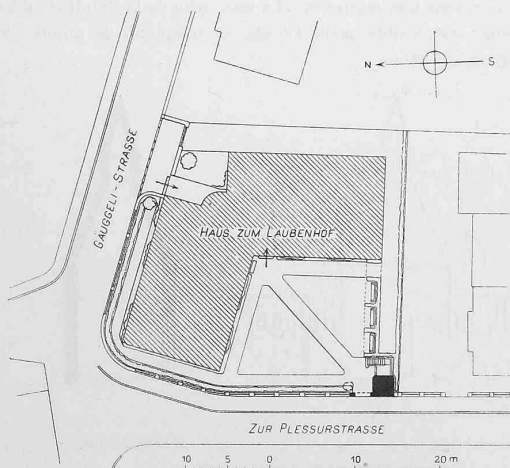 N S
GÄUGGELI-STRASSE
HAUS ZUM LAUBENHOF
ZUR PLESSURSTRASSE
10 5 0 10 20 m